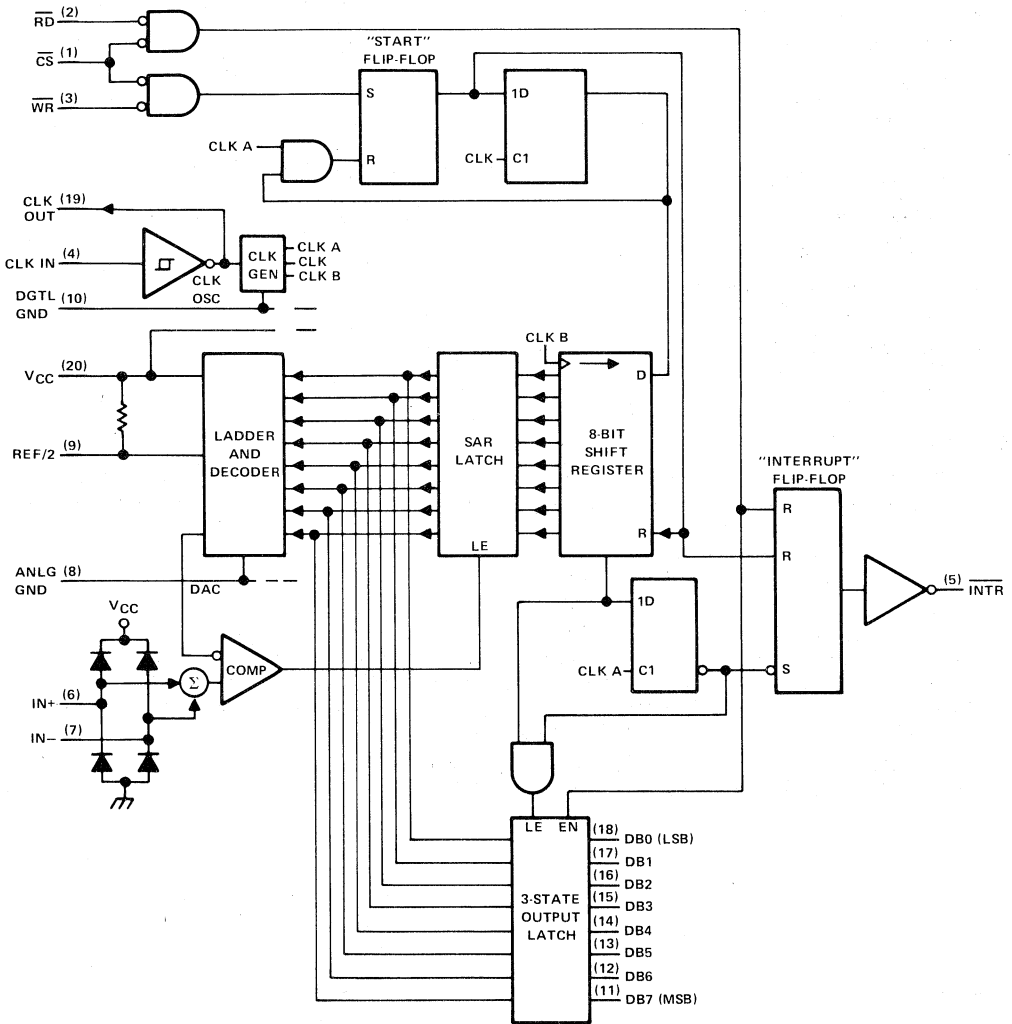 RD (2)
CS (1)
WR (3)
"START"
FLIP-FLOP
S
R
1D
C1
CLK A
CLK
CLK
OUT
(19)
CLK IN (4)
CLK
OSC
CLK
GEN
CLK A
CLK
CLK B
DGTL
GND
(10)
VCC (20)
REF/2 (9)
LADDER
AND
DECODER
SAR
LATCH
LE
CLK B
D
8-BIT
SHIFT
REGISTER
R
"INTERRUPT"
FLIP-FLOP
R
R
S
(5) INTR
ANLG
GND
(8)
DAC
VCC
COMP
Σ
IN+ (6)
IN− (7)
1D
CLK A
C1
LE EN
3-STATE
OUTPUT
LATCH
(18) DB0 (LSB)
(17) DB1
(16) DB2
(15) DB3
(14) DB4
(13) DB5
(12) DB6
(11) DB7 (MSB)